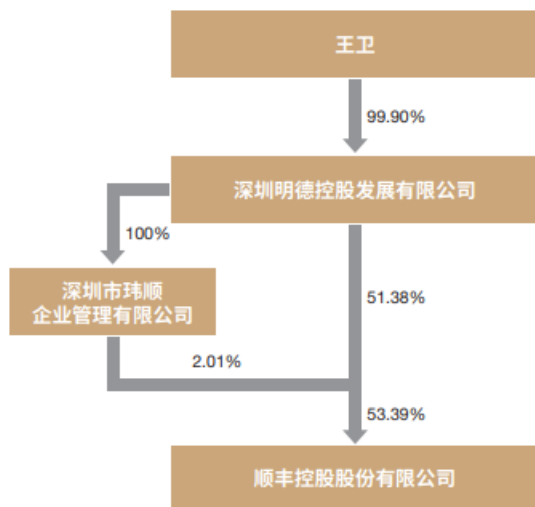 王卫
99.90%
深圳明德控股发展有限公司
100%
深圳市玮顺
企业管理有限公司
51.38%
2.01%
53.39%
顺丰控股股份有限公司